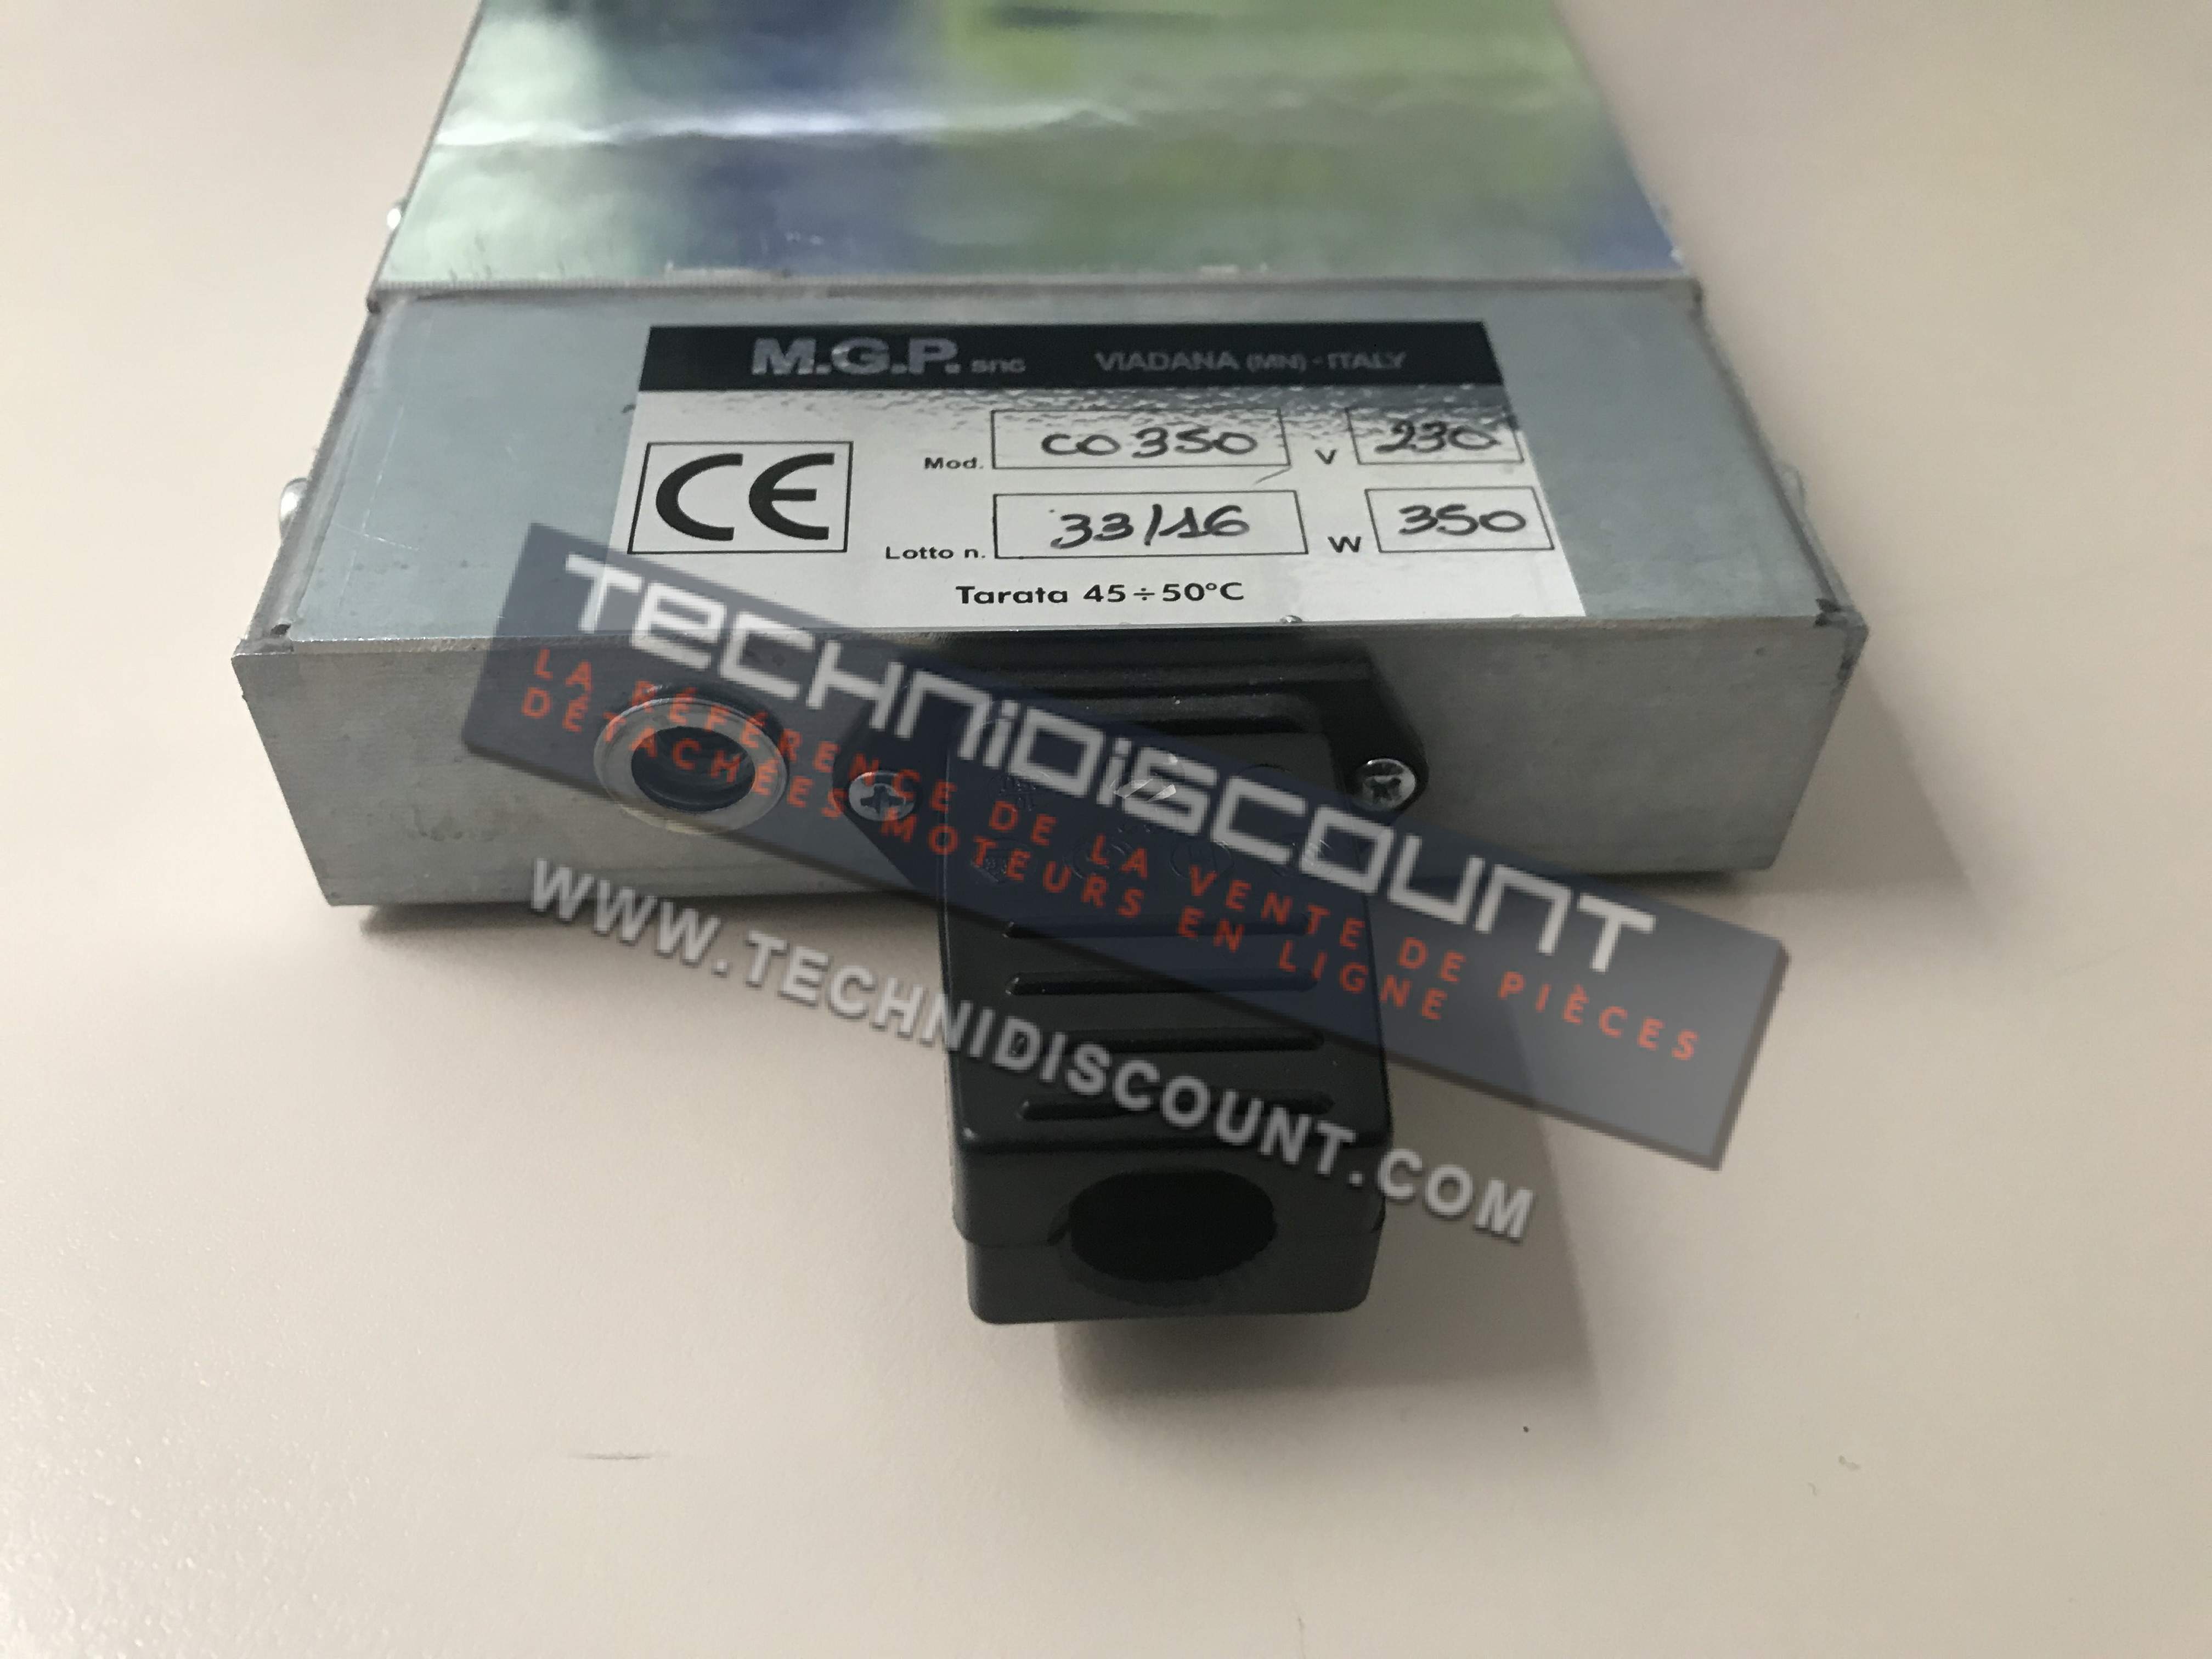 M.G.P. snc VIADANA (MN) - ITALY
CE
Mod. CO350 V 230
Lotto n. 33/16 W 350
Tarata 45÷50°C
TECHNIDISCOUNT
LA RÉFÉRENCE DE LA VENTE DE PIÈCES
DÉTACHÉES MOTEURS EN LIGNE
WWW.TECHNIDISCOUNT.COM